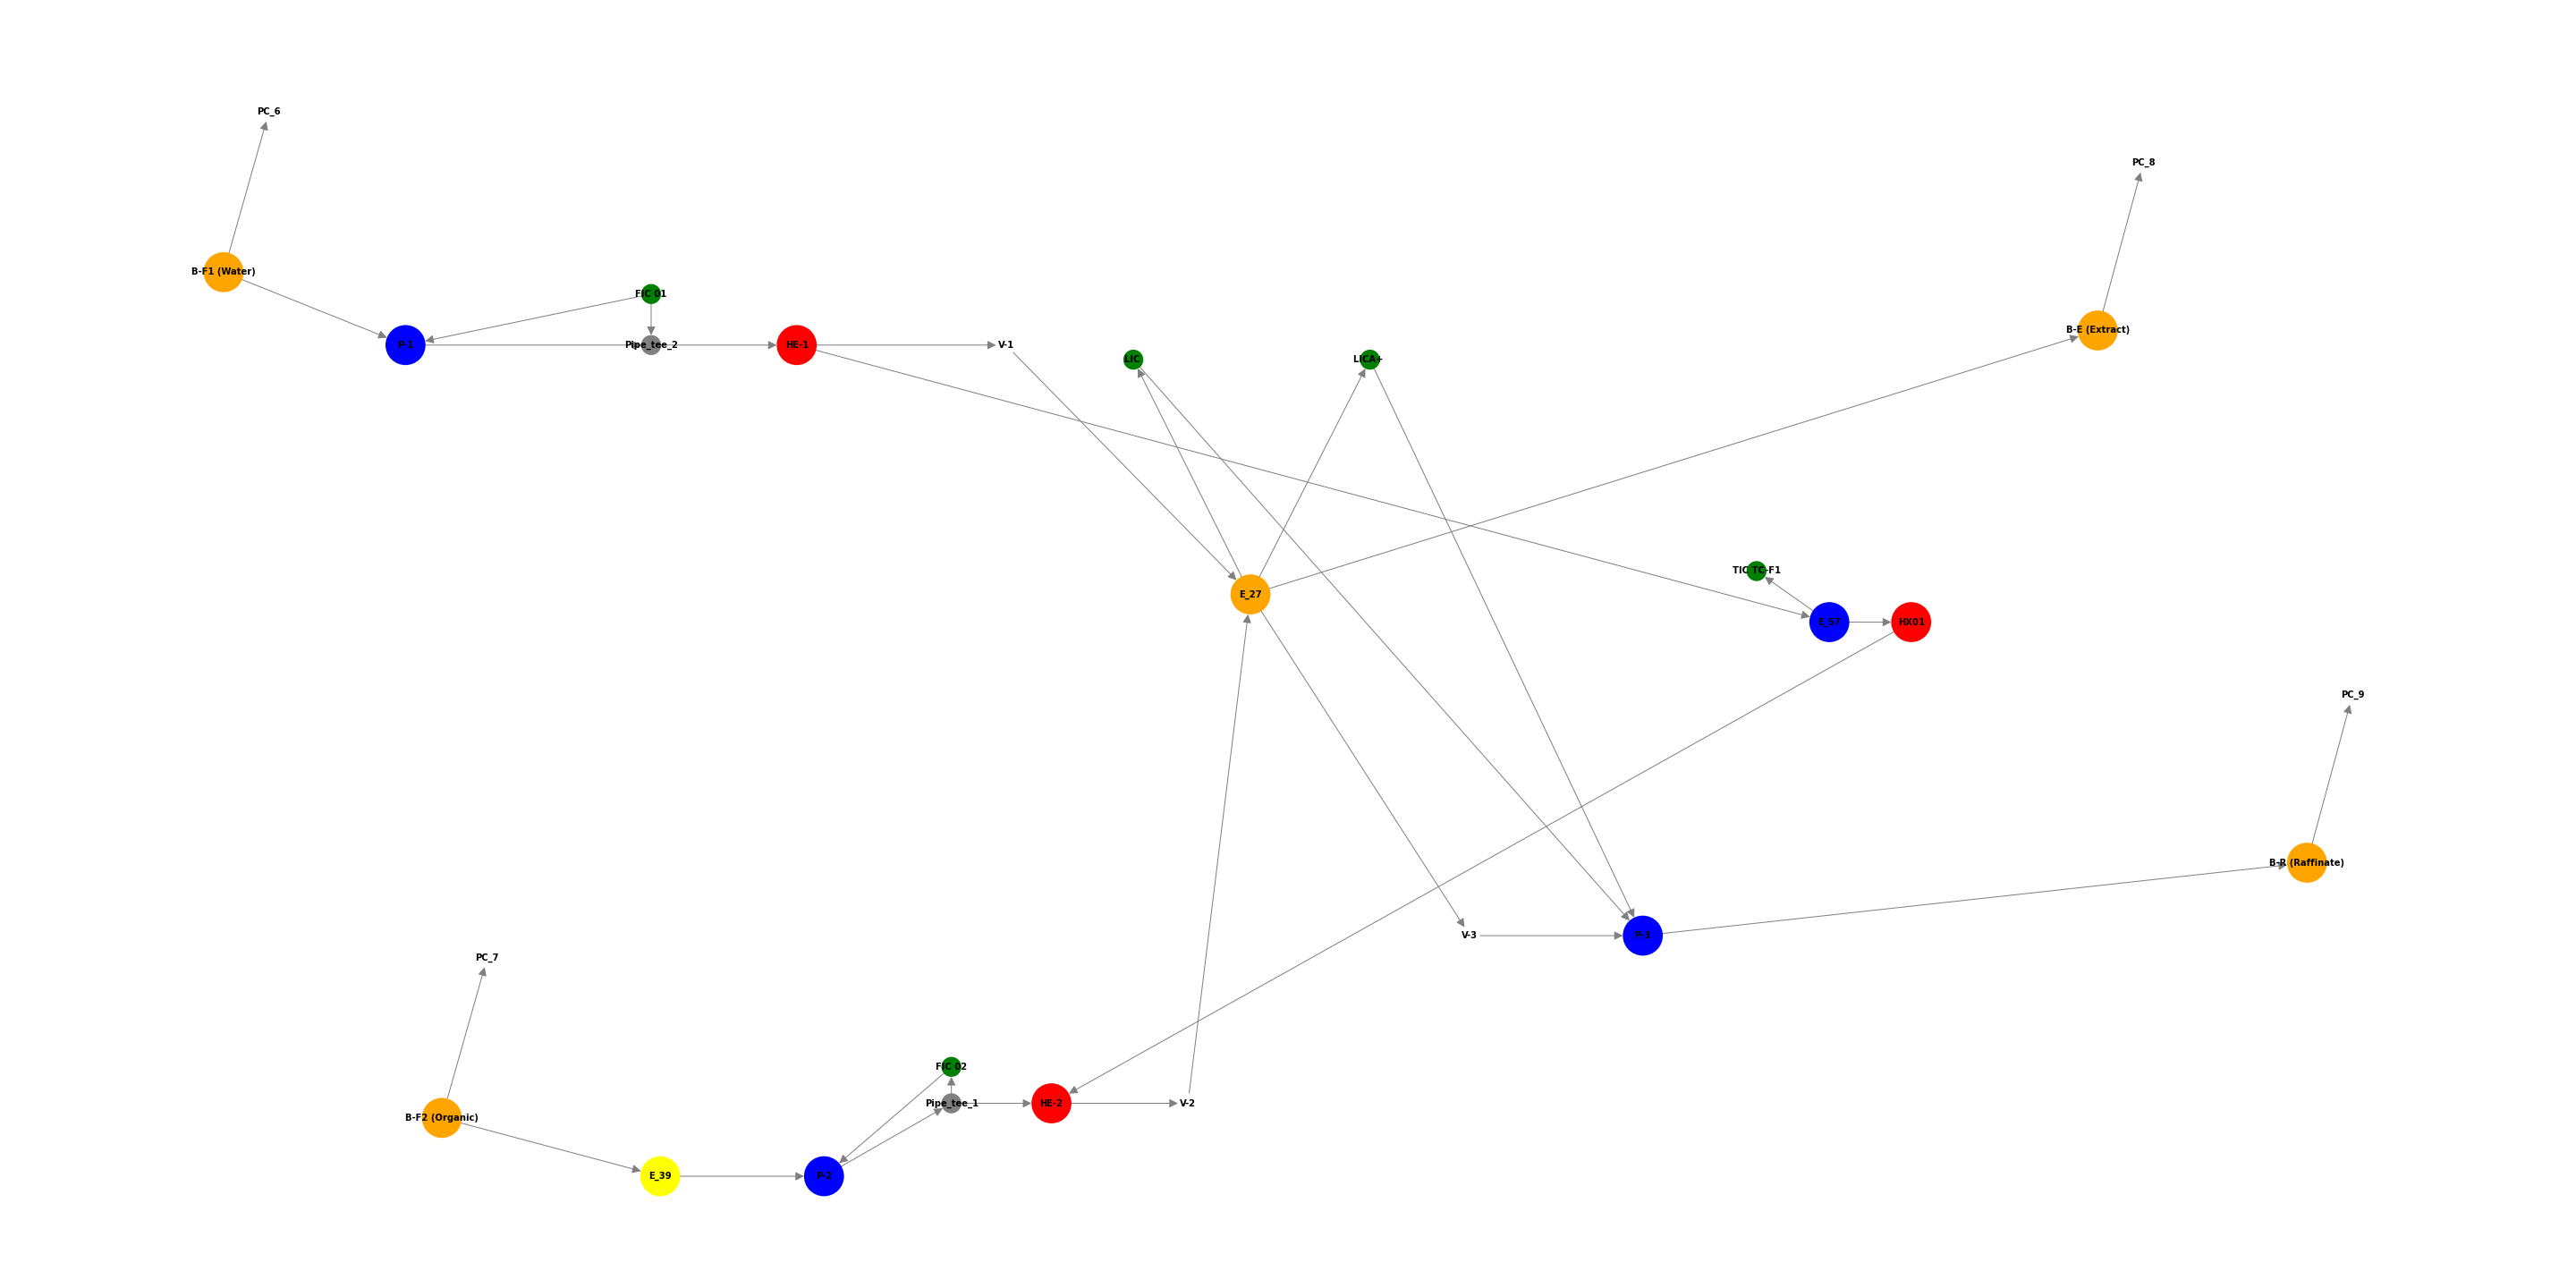 PC_6
PC_8
B-F1 (Water)
FIC 01
B-E (Extract)
P-1
Pipe_tee_2
HE-1
V-1
LIC
LICA+
TIC TC-F1
E_27
E_57
HX01
PC_9
B-R (Raffinate)
V-3
P-3
PC_7
FIC 02
B-F2 (Organic)
Pipe_tee_1
HE-2
V-2
E_39
P-2